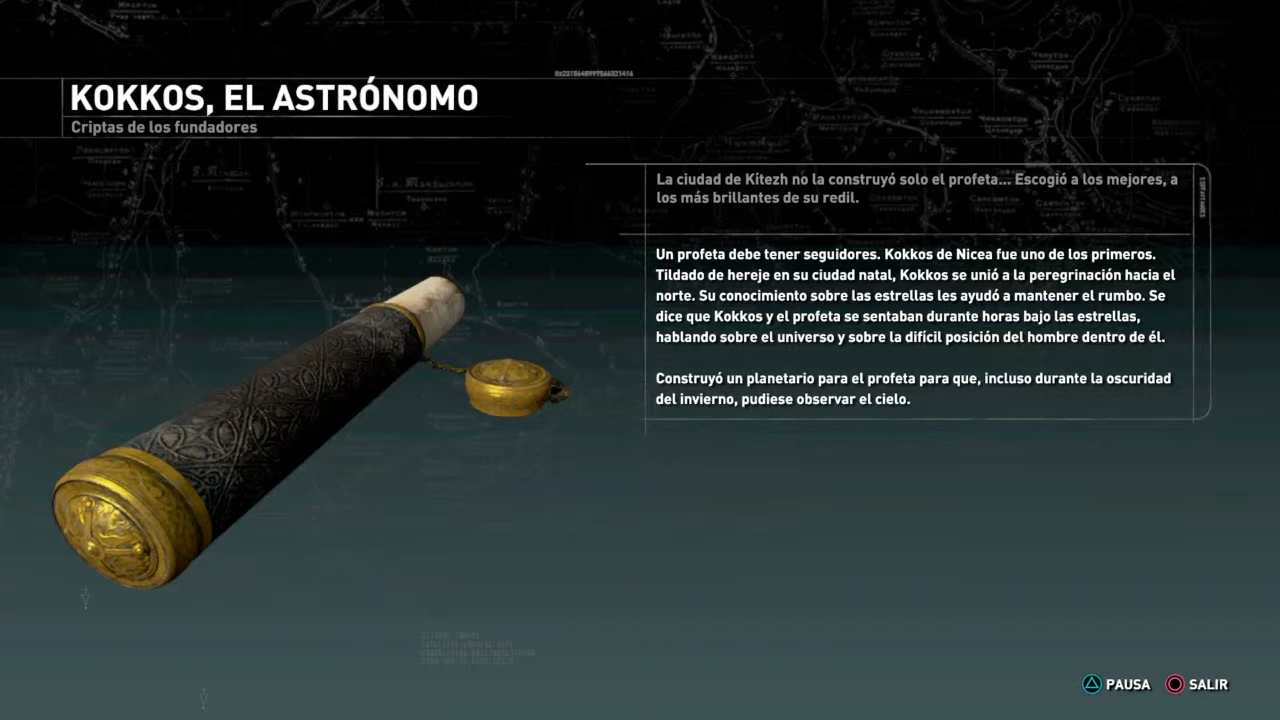 KOKKOS, EL ASTRÓNOMO
Criptas de los fundadores
La ciudad de Kitezh no la construyó solo el profeta... Escogió a los mejores, a
los más brillantes de su redil.
Un profeta debe tener seguidores. Kokkos de Nicea fue uno de los primeros.
Tildado de hereje en su ciudad natal, Kokkos se unió a la peregrinación hacia el
norte. Su conocimiento sobre las estrellas les ayudó a mantener el rumbo. Se
dice que Kokkos y el profeta se sentaban durante horas bajo las estrellas,
hablando sobre el universo y sobre la difícil posición del hombre dentro de él.
Construyó un planetario para el profeta para que, incluso durante la oscuridad
del invierno, pudiese observar el cielo.
PAUSA SALIR